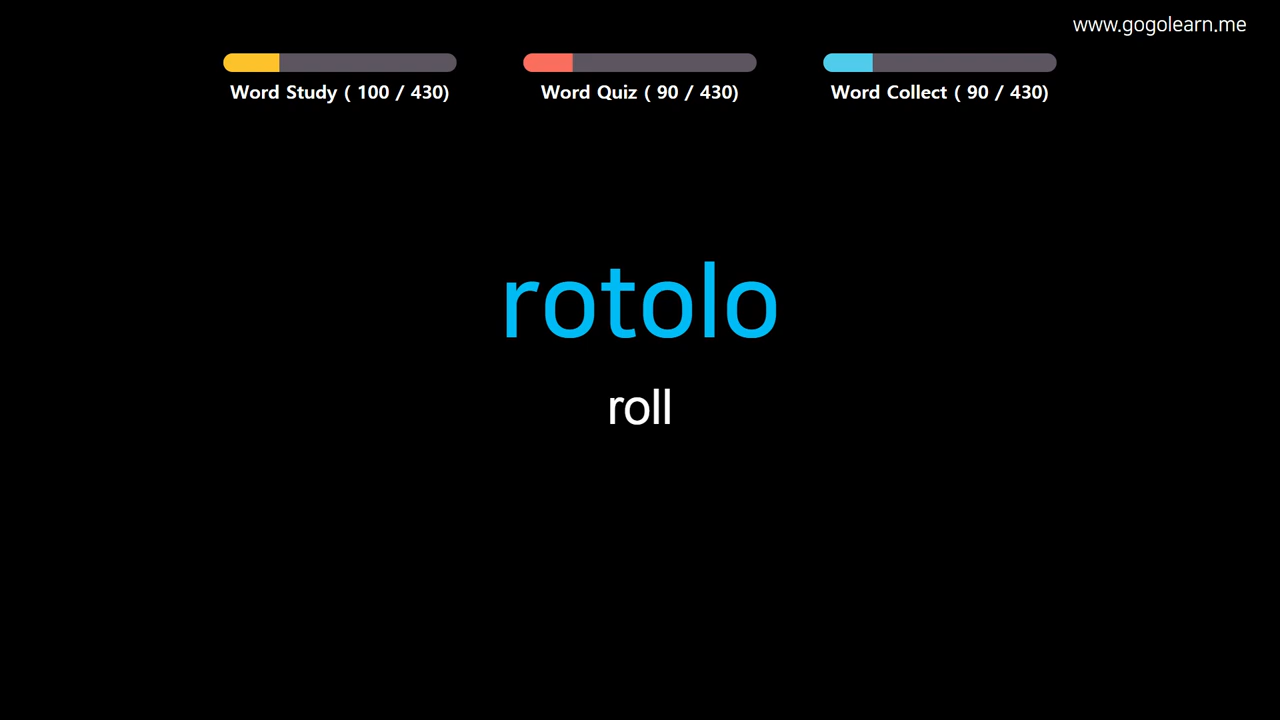 www.gogolearn.me
Word Study ( 100 / 430)
Word Quiz ( 90 / 430)
Word Collect ( 90 / 430)
rotolo
roll